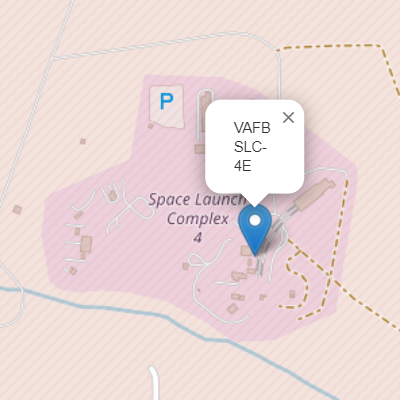 P
VAFB
SLC-
4E
Space Launch
Complex
4